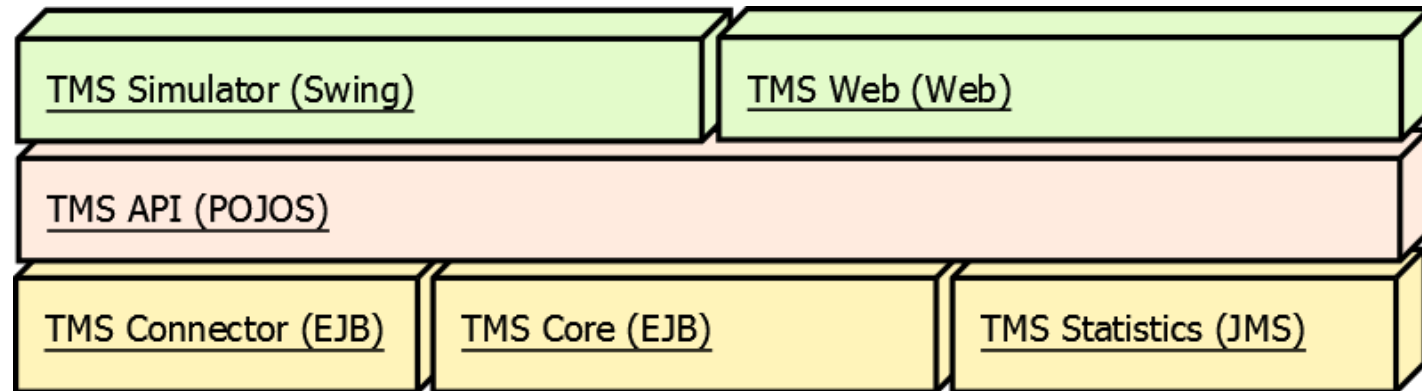 TMS Simulator (Swing)
TMS Web (Web)
TMS API (POJOS)
TMS Connector (EJB)
TMS Core (EJB)
TMS Statistics (JMS)